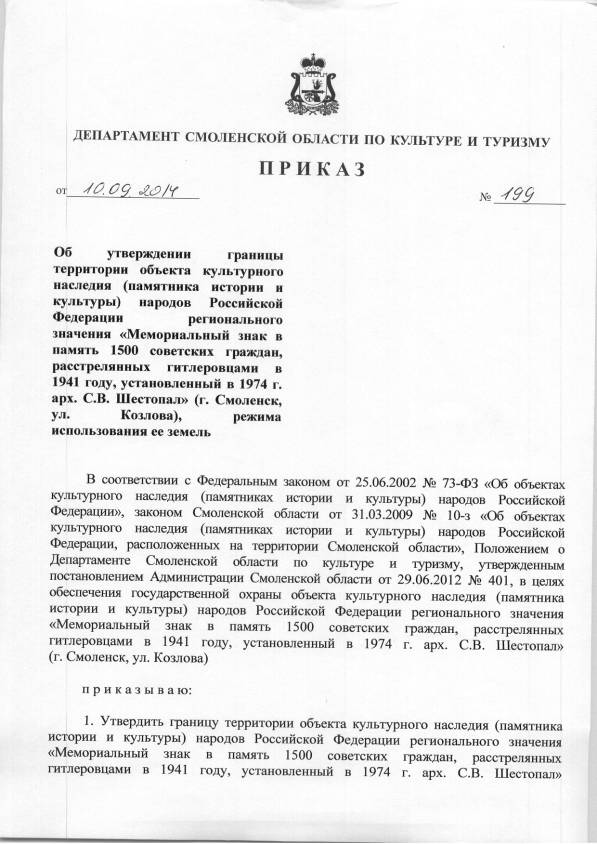 ДЕПАРТАМЕНТ СМОЛЕНСКОЙ ОБЛАСТИ ПО КУЛЬТУРЕ И ТУРИЗМУ
ПРИКАЗ
от 10.09.2014 № 199
Об утверждении границы
территории объекта культурного
наследия (памятника истории и
культуры) народов Российской
Федерации регионального
значения «Мемориальный знак в
память 1500 советских граждан,
расстрелянных гитлеровцами в
1941 году, установленный в 1974 г.
арх. С.В. Шестопал» (г. Смоленск,
ул. Козлова), режима
использования ее земель
В соответствии с Федеральным законом от 25.06.2002 № 73-ФЗ «Об объектах
культурного наследия (памятниках истории и культуры) народов Российской
Федерации», законом Смоленской области от 31.03.2009 № 10-з «Об объектах
культурного наследия (памятниках истории и культуры) народов Российской
Федерации, расположенных на территории Смоленской области», Положением о
Департаменте Смоленской области по культуре и туризму, утвержденным
постановлением Администрации Смоленской области от 29.06.2012 № 401, в целях
обеспечения государственной охраны объекта культурного наследия (памятника
истории и культуры) народов Российской Федерации регионального значения
«Мемориальный знак в память 1500 советских граждан, расстрелянных
гитлеровцами в 1941 году, установленный в 1974 г. арх. С.В. Шестопал»
(г. Смоленск, ул. Козлова)
приказываю:
1. Утвердить границу территории объекта культурного наследия (памятника
истории и культуры) народов Российской Федерации регионального значения
«Мемориальный знак в память 1500 советских граждан, расстрелянных
гитлеровцами в 1941 году, установленный в 1974 г. арх. С.В. Шестопал»